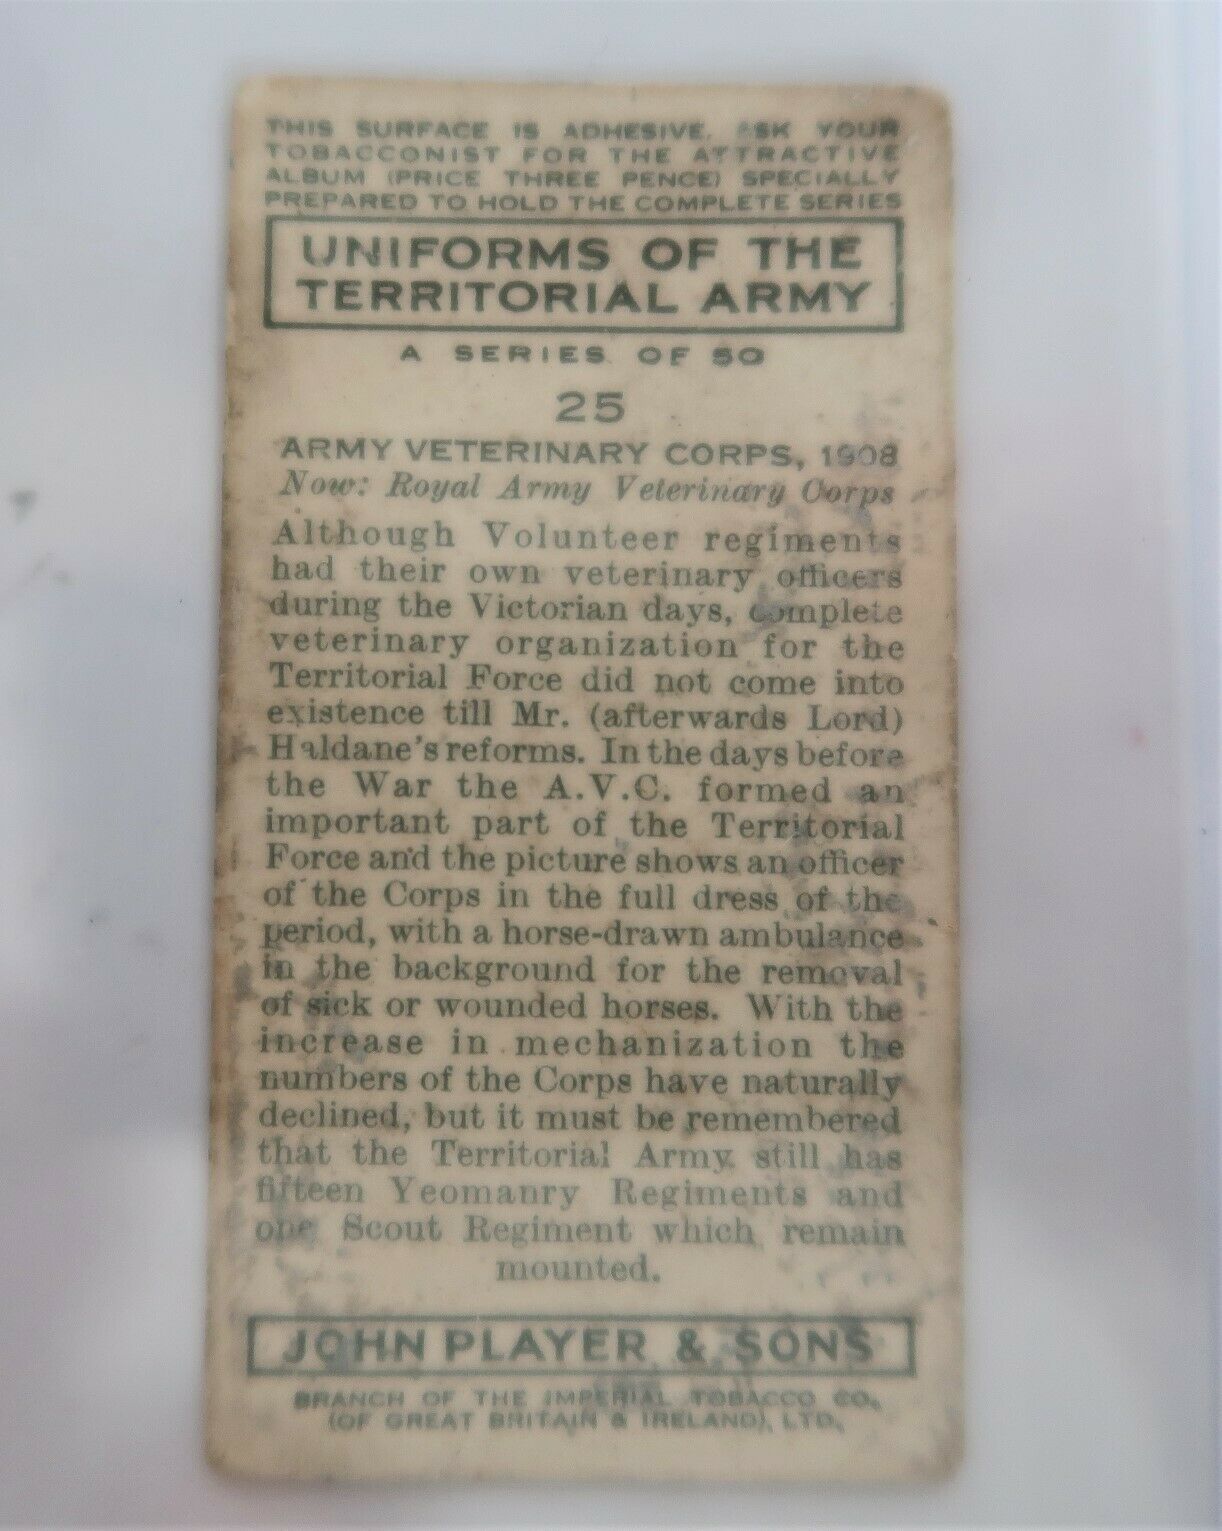 THIS SURFACE IS ADHESIVE. ASK YOUR
TOBACCONIST FOR THE ATTRACTIVE
ALBUM (PRICE THREE PENCE) SPECIALLY
PREPARED TO HOLD THE COMPLETE SERIES
UNIFORMS OF THE
TERRITORIAL ARMY
A SERIES OF 50
25
ARMY VETERINARY CORPS, 1908
Now: Royal Army Veterinary Corps
Although Volunteer regiments
had their own veterinary officers
during the Victorian days, complete
veterinary organization for the
Territorial Force did not come into
existence till Mr. (afterwards Lord)
Haldane's reforms. In the days before
the War the A.V.C. formed an
important part of the Territorial
Force and the picture shows an officer
of the Corps in the full dress of the
period, with a horse-drawn ambulance
in the background for the removal
of sick or wounded horses. With the
increase in mechanization the
numbers of the Corps have naturally
declined, but it must be remembered
that the Territorial Army still has
fifteen Yeomanry Regiments and
one Scout Regiment which remain
mounted.
JOHN PLAYER & SONS
BRANCH OF THE IMPERIAL TOBACCO CO.
(OF GREAT BRITAIN & IRELAND), LTD.